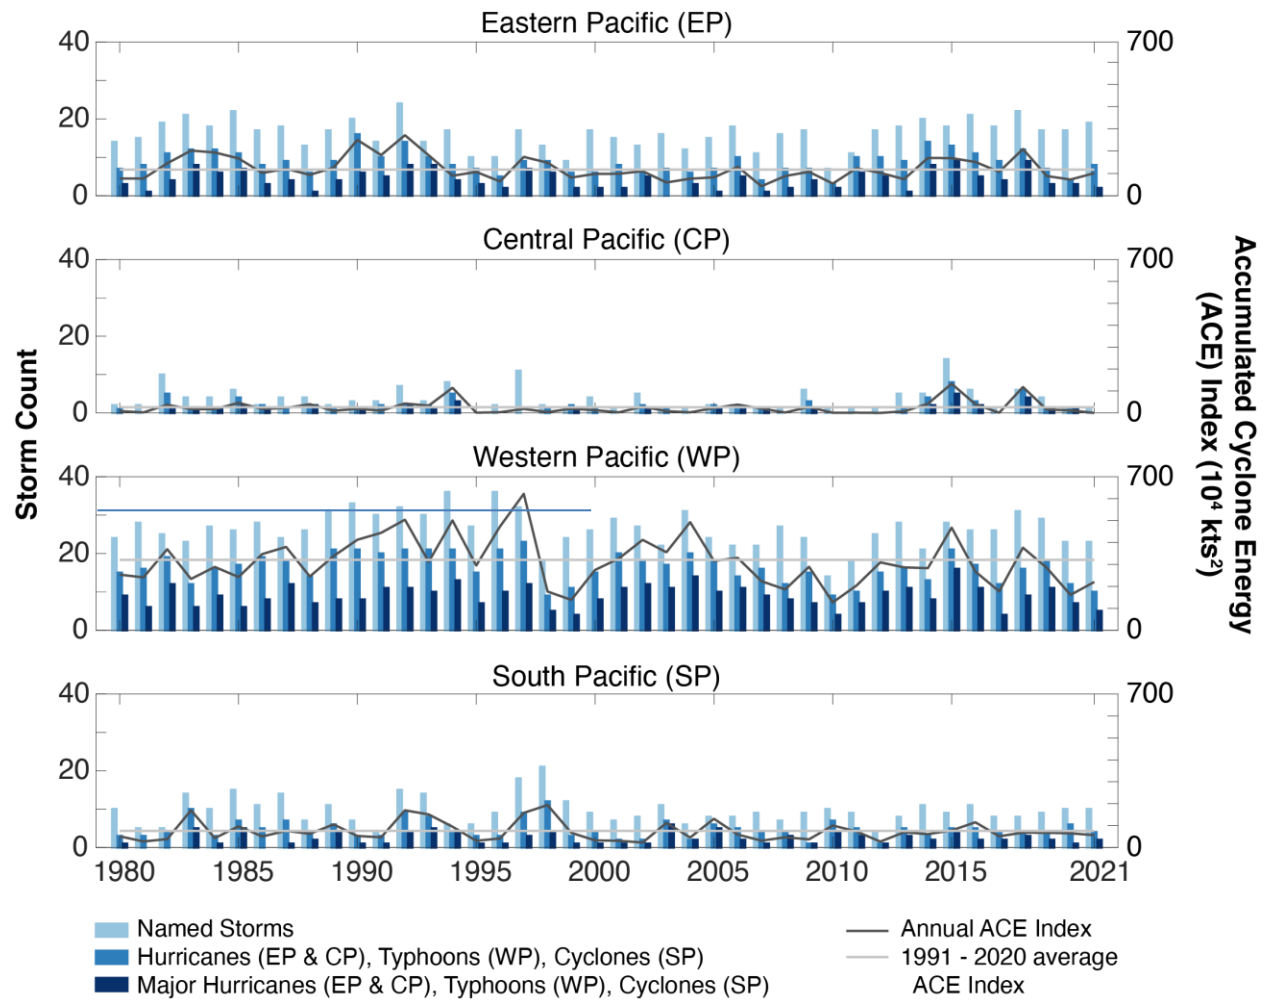 Eastern Pacific (EP)
40
20
0
700
0
Central Pacific (CP)
40
20
0
700
0
Western Pacific (WP)
40
20
0
700
0
South Pacific (SP)
40
20
0
700
0
1980
1985
1990
1995
2000
2005
2010
2015
2021
Storm Count
Accumulated Cyclone Energy
(ACE) Index (10⁴ kts²)
Named Storms
Hurricanes (EP & CP), Typhoons (WP), Cyclones (SP)
Major Hurricanes (EP & CP), Typhoons (WP), Cyclones (SP)
Annual ACE Index
1991 - 2020 average
ACE Index